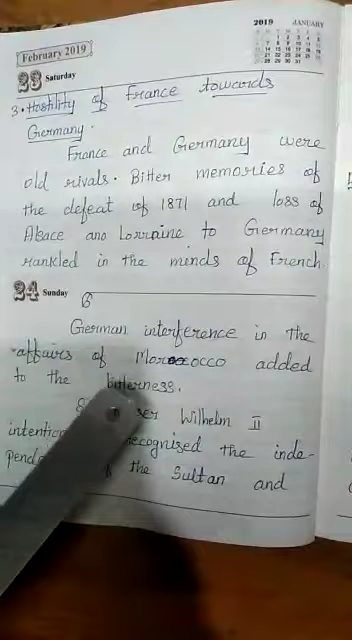 2019 JANUARY
February 2019
23 Saturday
3. Hostility of France towards
Germany.
France and Germany were
old rivals. Bitter memories of
the defeat of 1871 and loss of
Alsace and Lorraine to Germany
rankled in the minds of French.
24 Sunday
6
German interference in the
affairs of Morocco added
to the bitterness.
Wilhelm II
recognised the inde-
the Sultan and